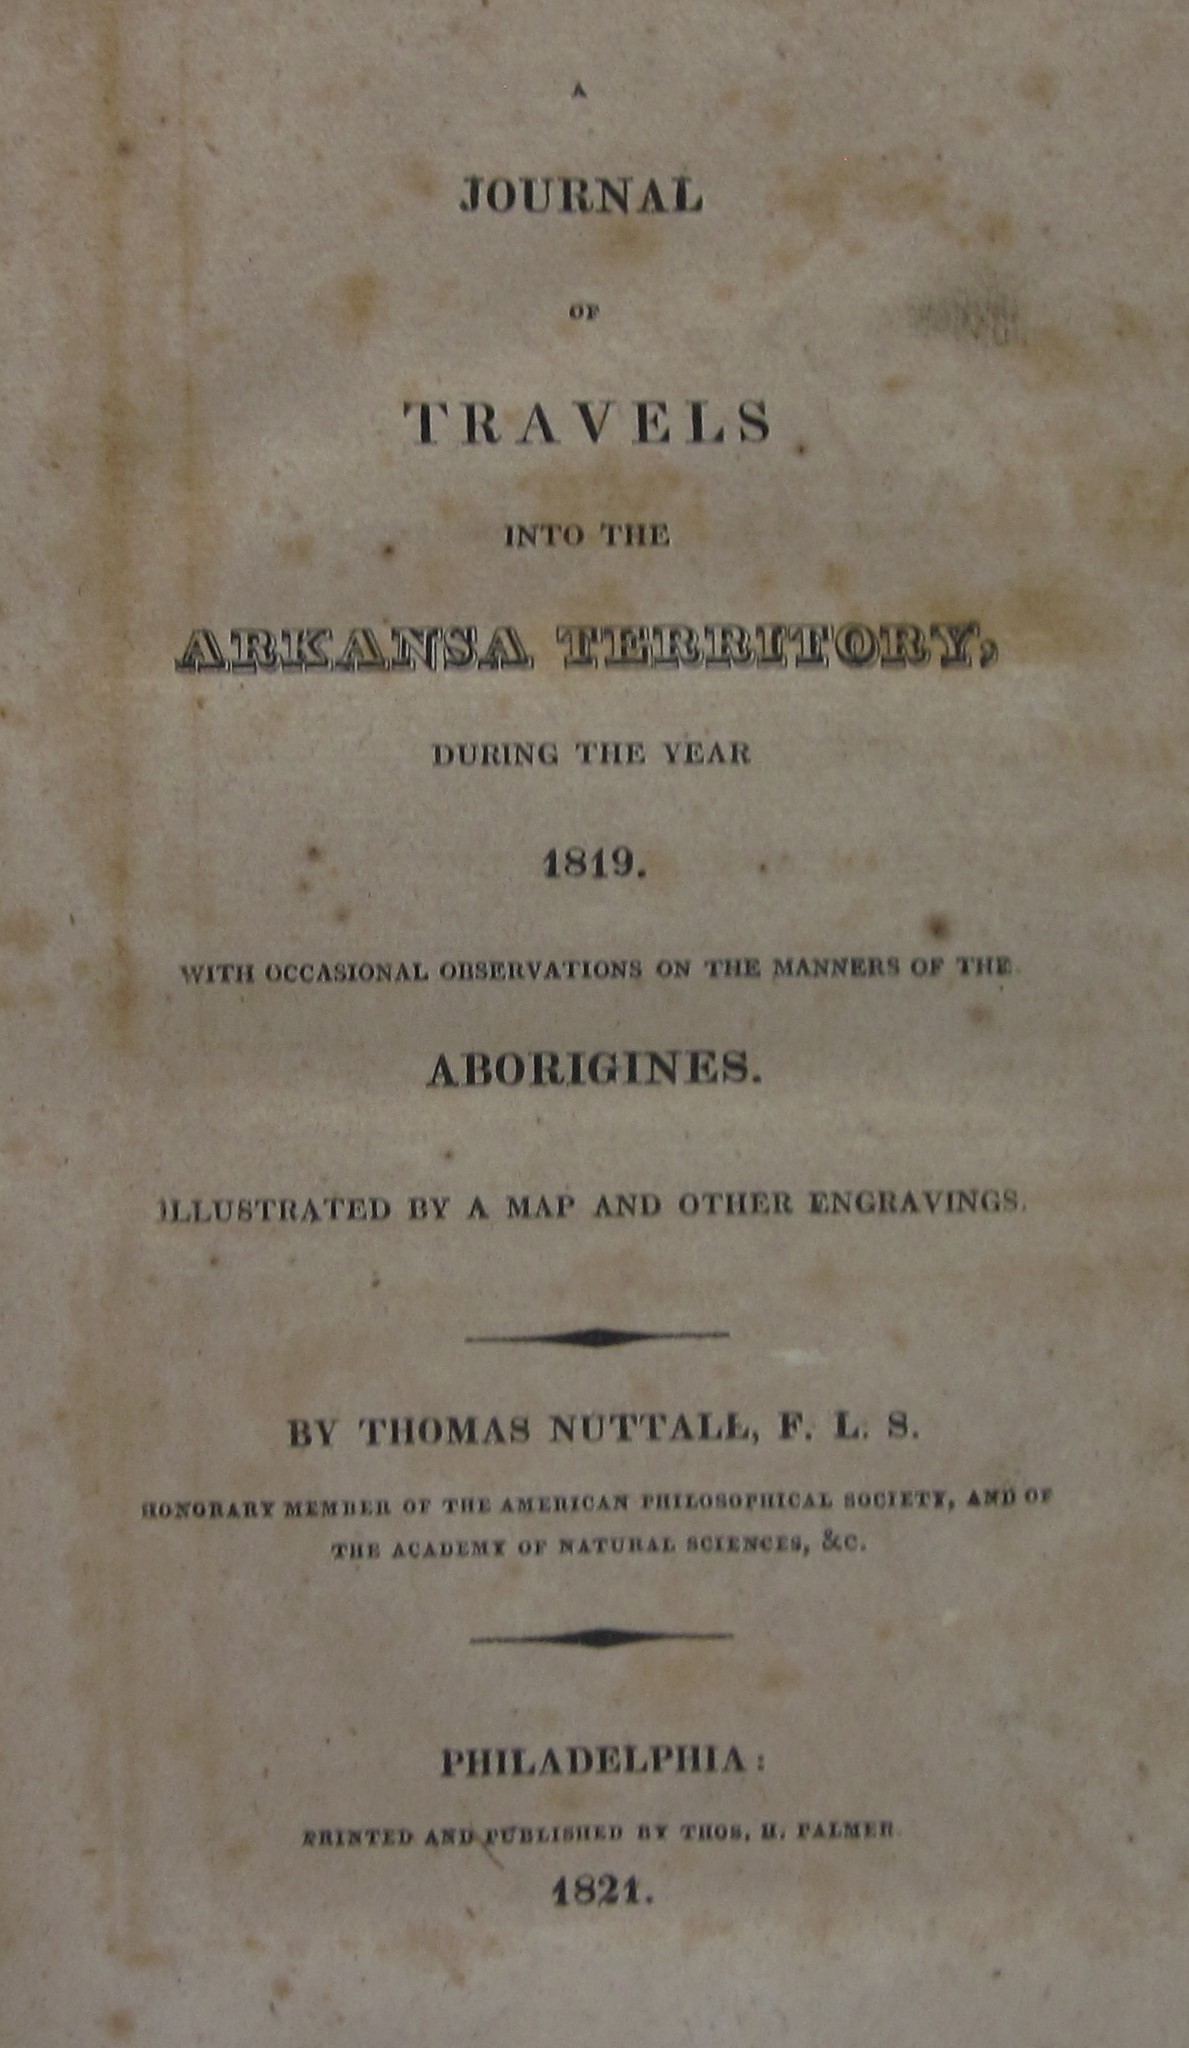 A
JOURNAL
OF
TRAVELS
INTO THE
ARKANSA TERRITORY,
DURING THE YEAR
1819.
WITH OCCASIONAL OBSERVATIONS ON THE MANNERS OF THE
ABORIGINES.
ILLUSTRATED BY A MAP AND OTHER ENGRAVINGS.
BY THOMAS NUTTALL, F. L. S.
HONORARY MEMBER OF THE AMERICAN PHILOSOPHICAL SOCIETY, AND OF
THE ACADEMY OF NATURAL SCIENCES, &C.
PHILADELPHIA:
PRINTED AND PUBLISHED BY THOS. H. PALMER.
1821.